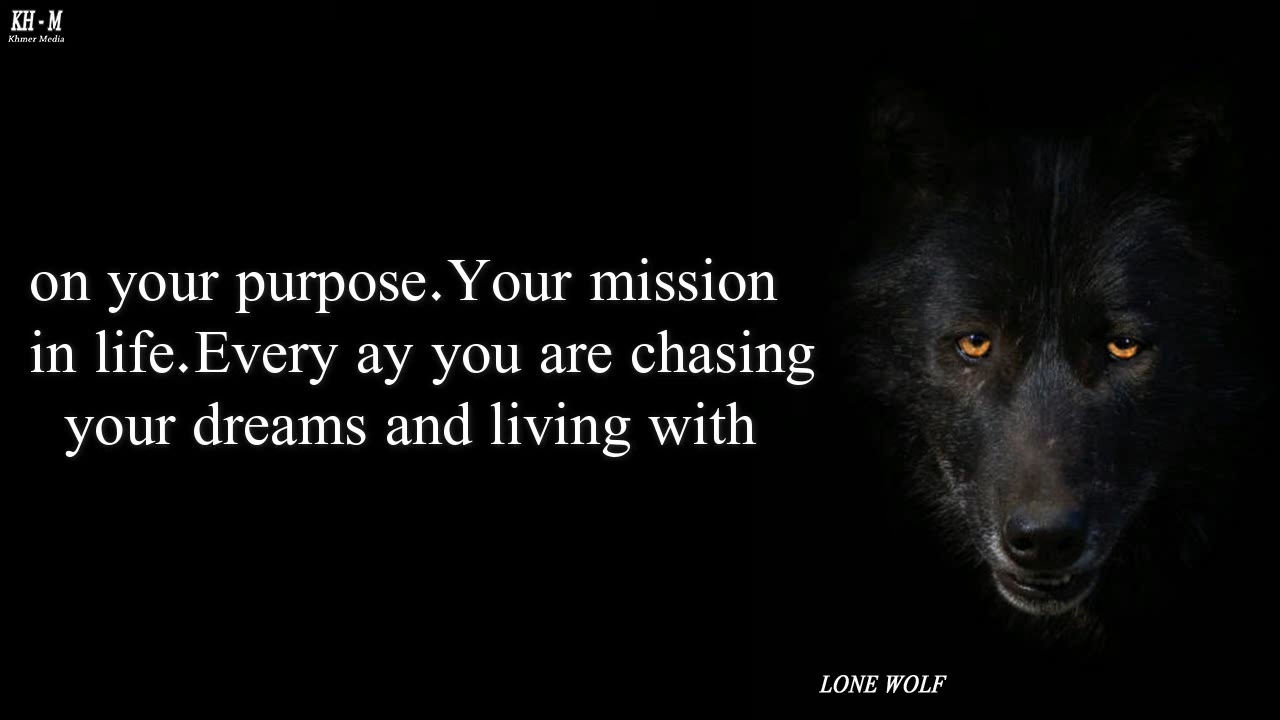 KH - M
Khmer Media
on your purpose.Your mission
in life.Every ay you are chasing
your dreams and living with
LONE WOLF